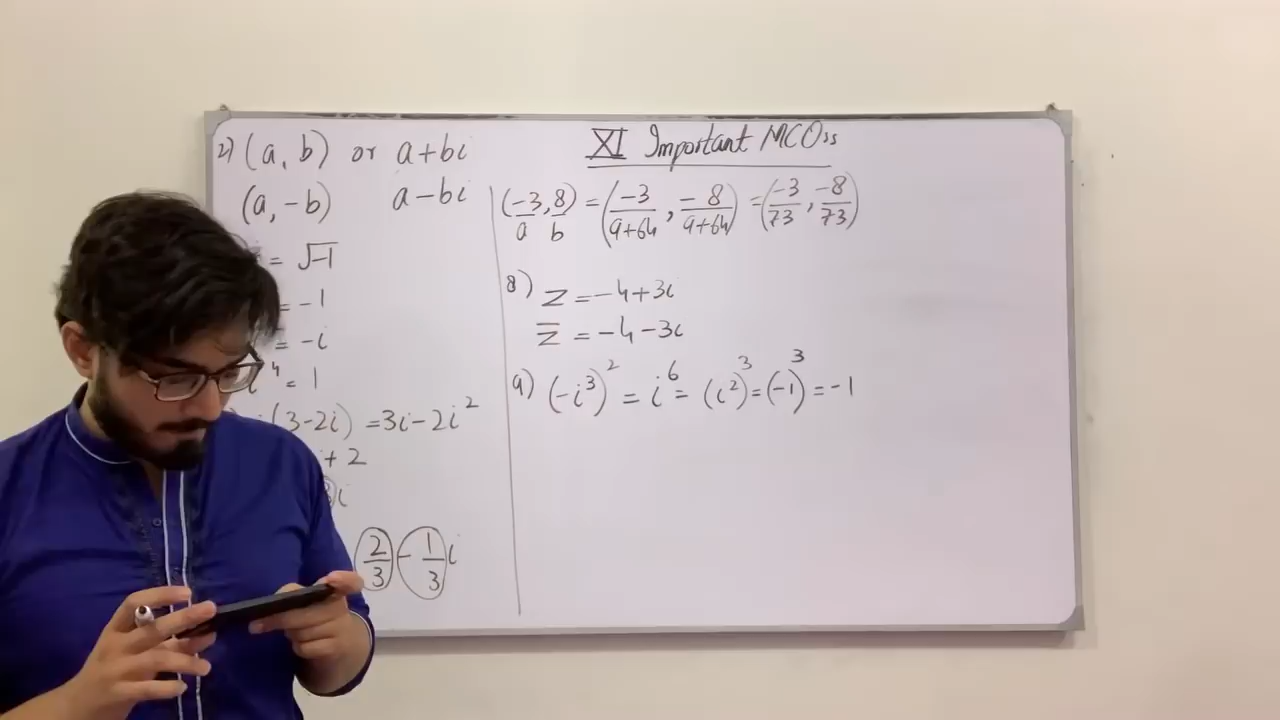 XI Important MCQs
2) (a, b) or a+bi
(a, -b) a-bi
= √-1
= -1
= -i
i⁴ = 1
(3-2i) = 3i-2i²
+ 2
i
2/3 - 1/3 i
(-3, 8) = (-3/9+64, -8/9+64) = (-3/73, -8/73)
a b
8) z = -4+3i
z̅ = -4-3i
9) (-i³)² = i⁶ = (i²)³ = (-1)³ = -1